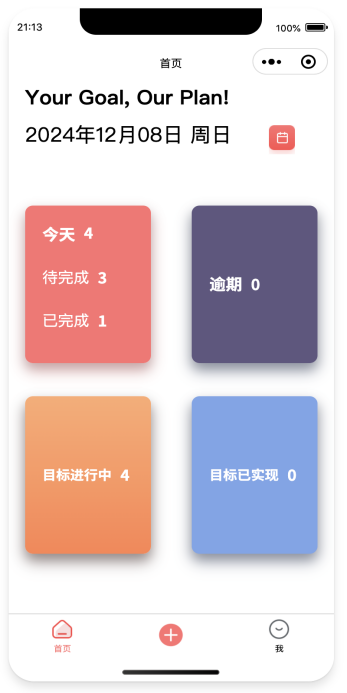 21:13
100%
首页
Your Goal, Our Plan!
2024年12月08日 周日
今天 4
待完成 3
已完成 1
逾期 0
目标进行中 4
目标已实现 0
首页
我